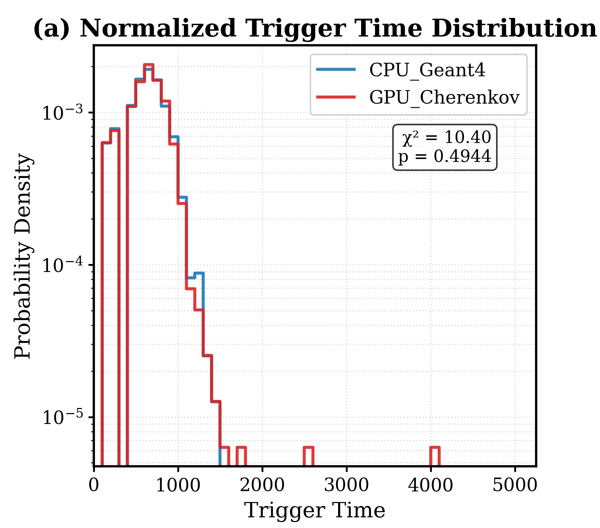 (a) Normalized Trigger Time Distribution
CPU_Geant4
GPU_Cherenkov
χ² = 10.40
p = 0.4944
Probability Density
10⁻³
10⁻⁴
10⁻⁵
0 1000 2000 3000 4000 5000
Trigger Time